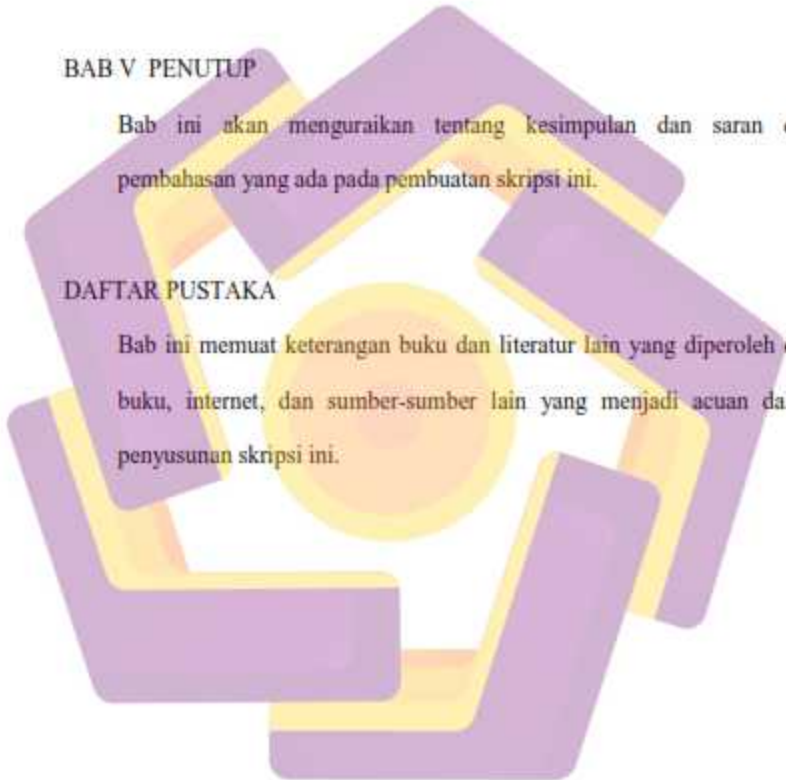 BAB V PENUTUP
Bab ini akan menguraikan tentang kesimpulan dan saran
pembahasan yang ada pada pembuatan skripsi ini.
DAFTAR PUSTAKA
Bab ini memuat keterangan buku dan literatur lain yang diperoleh
buku, internet, dan sumber-sumber lain yang menjadi acuan
penyusunan skripsi ini.